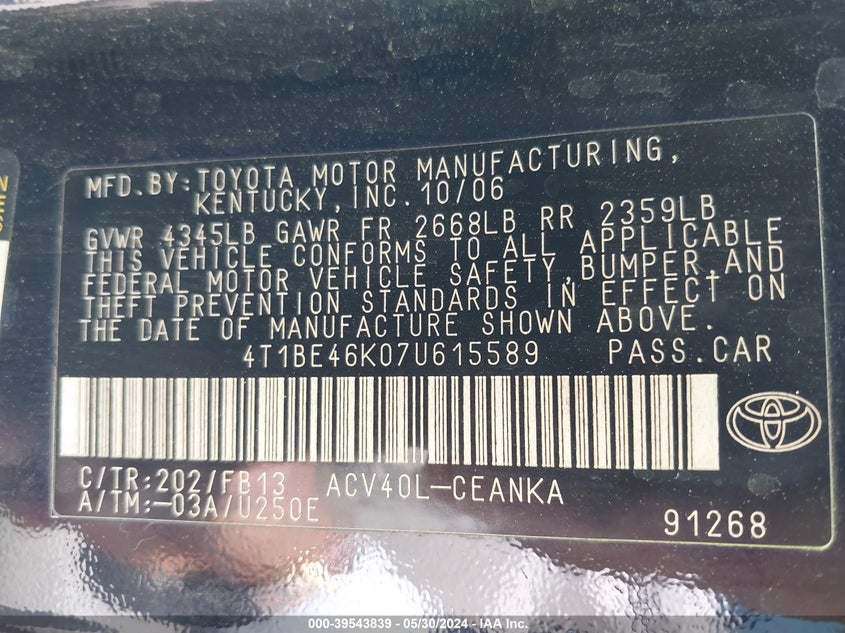 MFD.BY:TOYOTA MOTOR MANUFACTURING,
KENTUCKY,INC.10/06
GVWR 4345LB GAWR FR 2668LB RR 2359LB
THIS VEHICLE CONFORMS TO ALL APPLICABLE
FEDERAL MOTOR VEHICLE SAFETY,BUMPER,AND
THEFT PREVENTION STANDARDS IN EFFECT ON
THE DATE OF MANUFACTURE SHOWN ABOVE.
4T1BE46K07U615589 PASS.CAR
C/TR:202/FB13 ACV40L-CEANKA
A/TM:-03A/U250E
91268
000-39543839 - 05/30/2024 - IAA Inc.